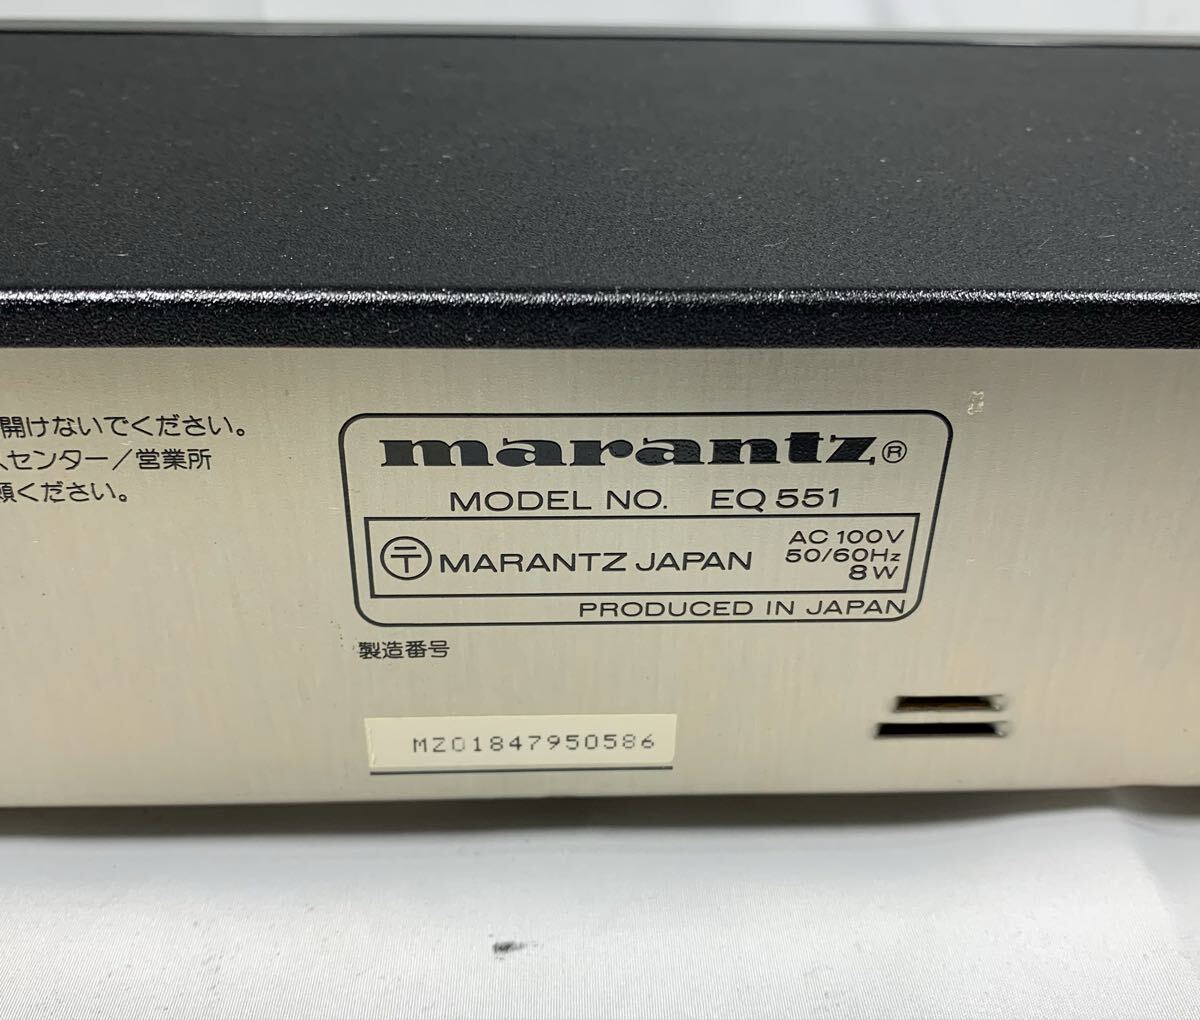 開けないでください。
センター／営業所
ください。
marantz®
MODEL NO. EQ 551
MARANTZ JAPAN
AC 100V
50/60Hz
8W
PRODUCED IN JAPAN
製造番号
MZ01847950586